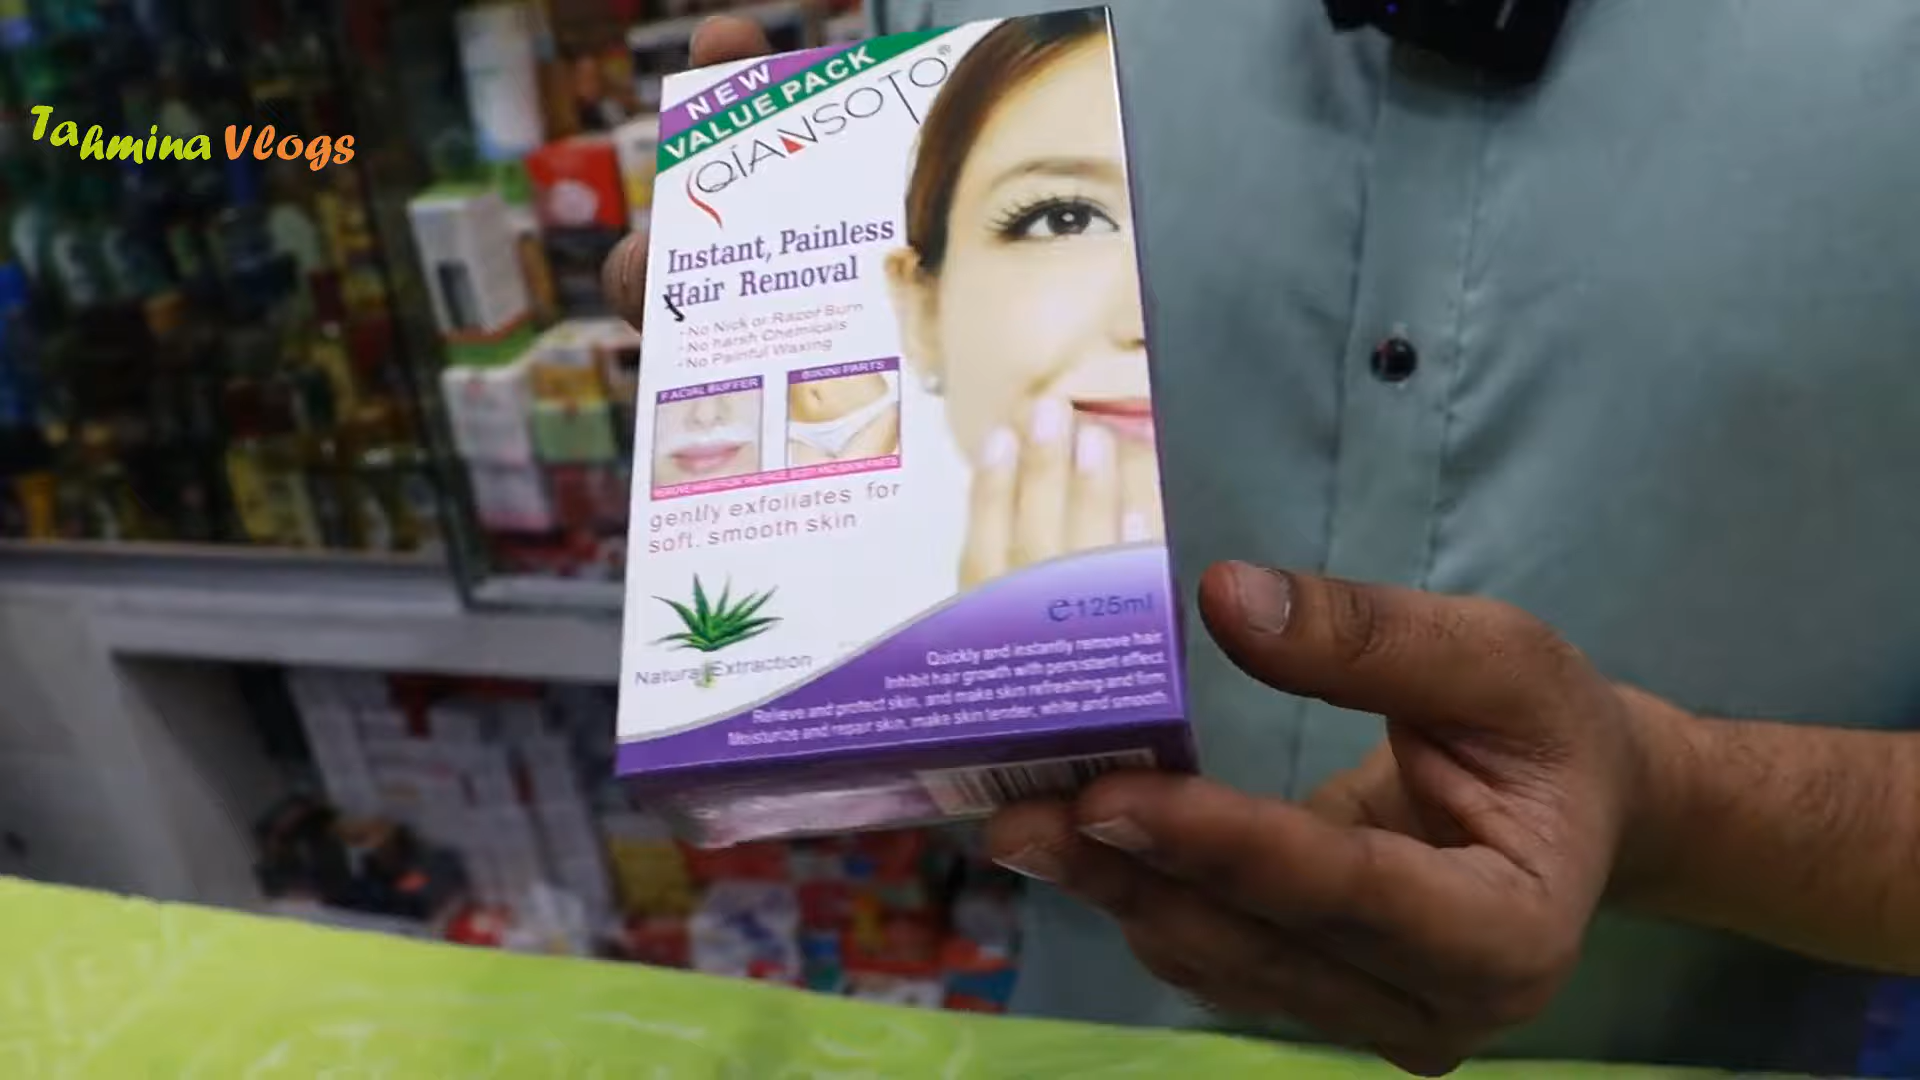 Tahmina Vlogs
NEW
VALUE PACK
QIANSOTO®
Instant, Painless
Hair Removal
·No Nick or Razor Burn
·No harsh Chemicals
·No Painful Waxing
FACIAL BUFFER
BIKINI PARTS
gently exfoliates for
soft. smooth skin
Natural Extraction
e125ml
Quickly and instantly remove hair.
Inhibit hair growth with persistent effect.
Relieve and protect skin, and make skin refreshing and firm.
Moisturize and repair skin, make skin tender, white and smooth.